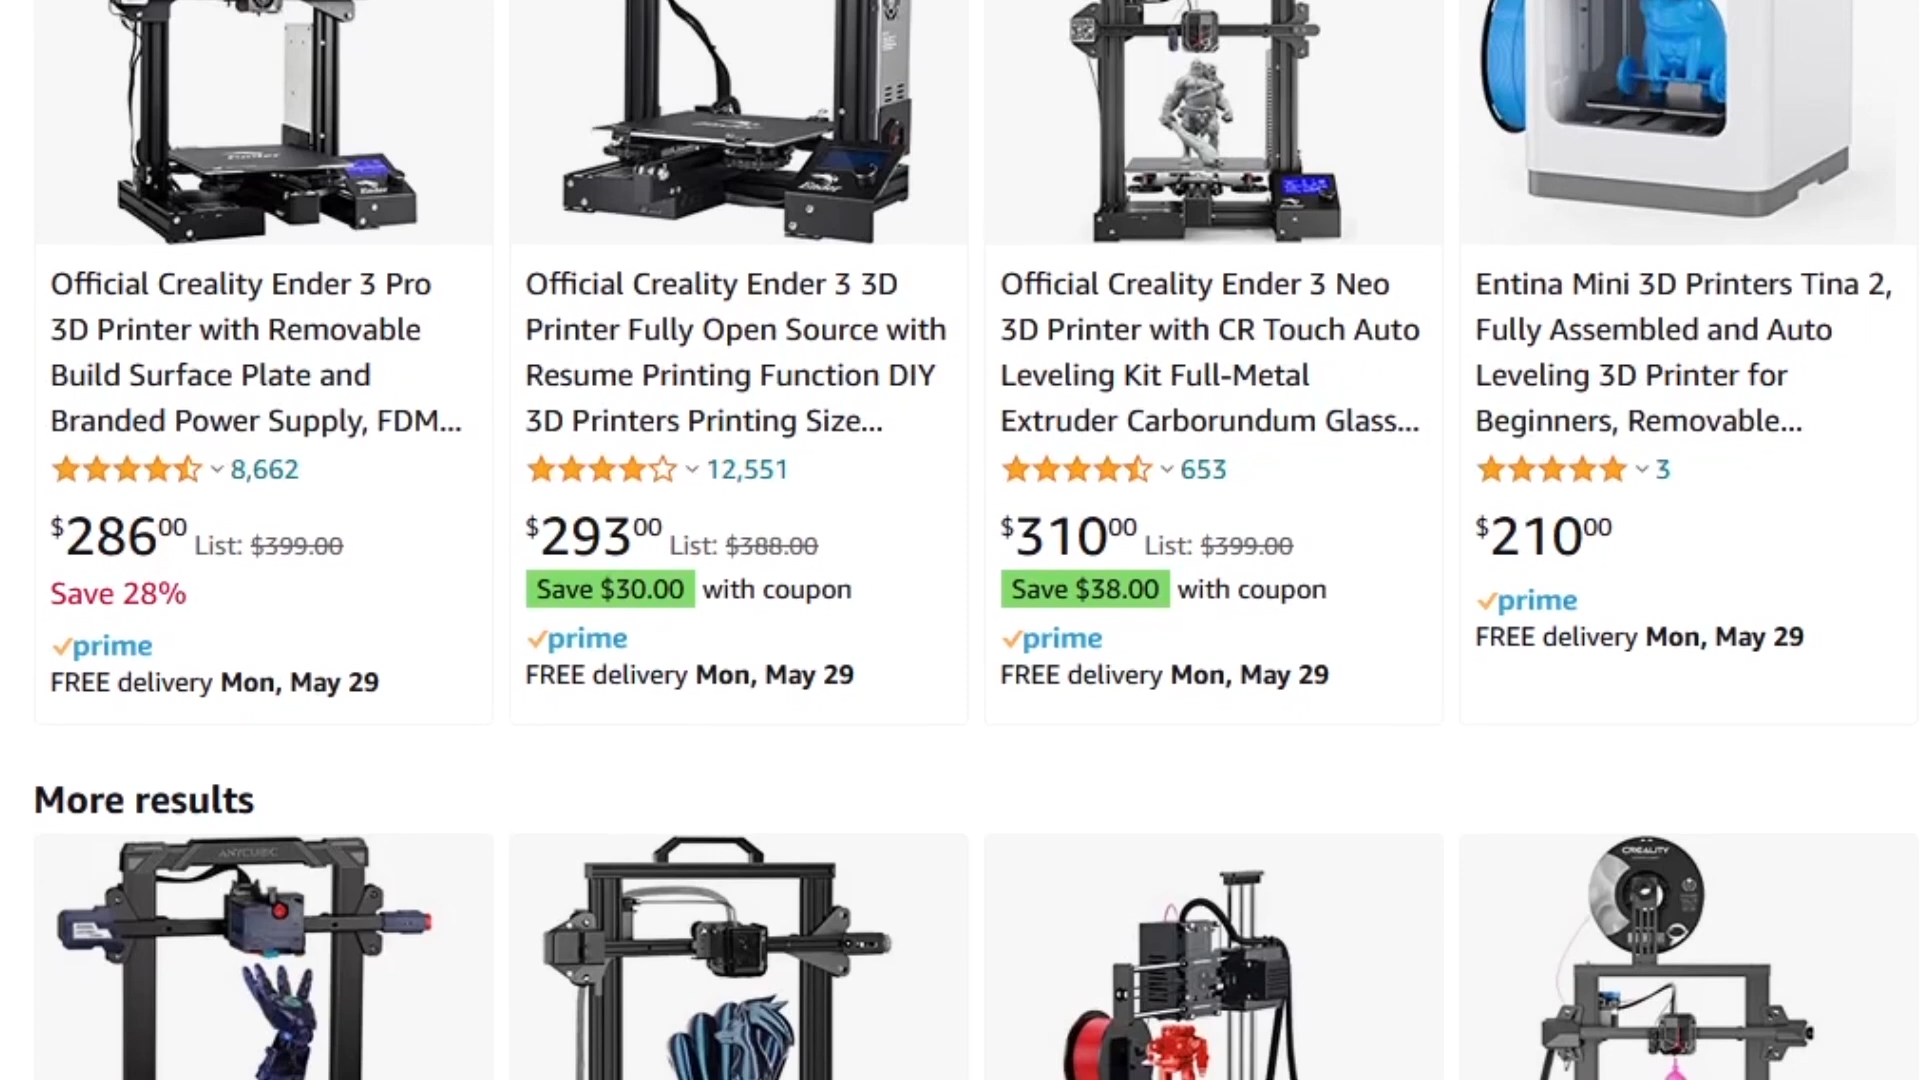 Official Creality Ender 3 Pro
3D Printer with Removable
Build Surface Plate and
Branded Power Supply, FDM...
8,662
$28600 List: $399.00
Save 28%
prime
FREE delivery Mon, May 29
Official Creality Ender 3 3D
Printer Fully Open Source with
Resume Printing Function DIY
3D Printers Printing Size...
12,551
$29300 List: $388.00
Save $30.00 with coupon
prime
FREE delivery Mon, May 29
Official Creality Ender 3 Neo
3D Printer with CR Touch Auto
Leveling Kit Full-Metal
Extruder Carborundum Glass...
653
$31000 List: $399.00
Save $38.00 with coupon
prime
FREE delivery Mon, May 29
Entina Mini 3D Printers Tina 2,
Fully Assembled and Auto
Leveling 3D Printer for
Beginners, Removable...
3
$21000
prime
FREE delivery Mon, May 29
More results
ANYCUBIC
CREALITY